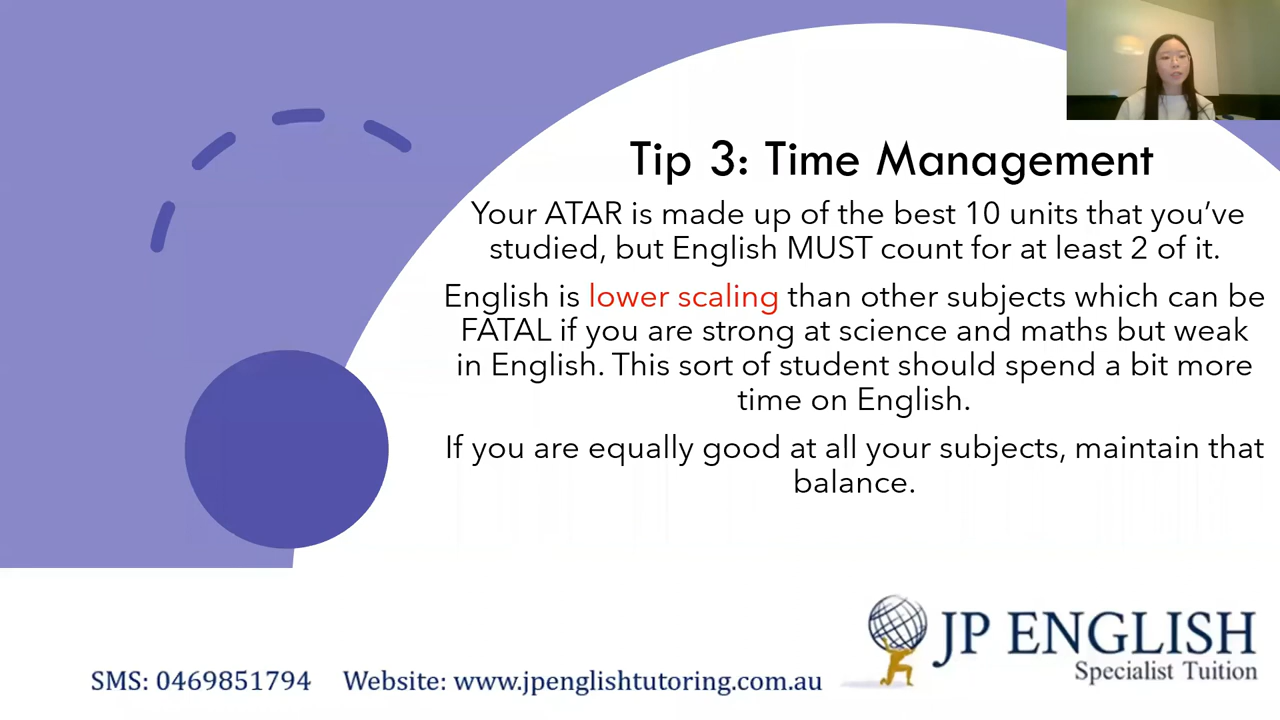 Tip 3: Time Management
Your ATAR is made up of the best 10 units that you've
studied, but English MUST count for at least 2 of it.
English is lower scaling than other subjects which can be
FATAL if you are strong at science and maths but weak
in English. This sort of student should spend a bit more
time on English.
If you are equally good at all your subjects, maintain that
balance.
JP ENGLISH
Specialist Tuition
SMS: 0469851794 Website: www.jpenglishtutoring.com.au